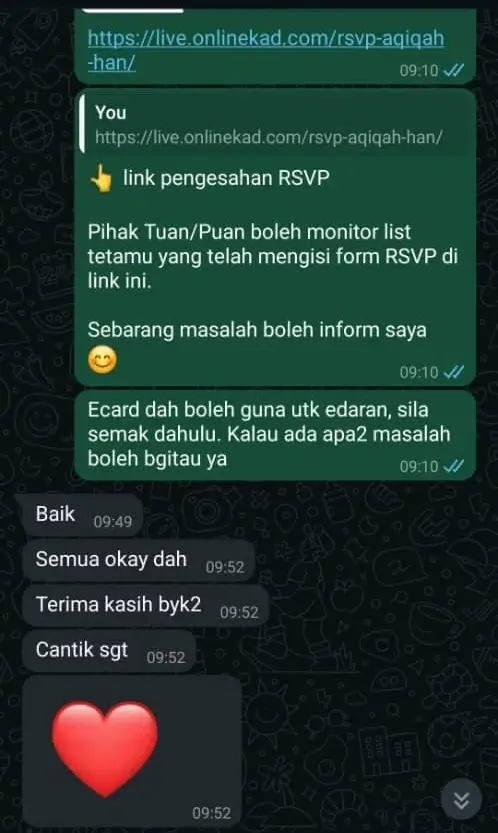 https://live.onlinekad.com/rsvp-aqiqah
-han/
09:10
You
https://live.onlinekad.com/rsvp-aqiqah-han/
👆 link pengesahan RSVP
Pihak Tuan/Puan boleh monitor list
tetamu yang telah mengisi form RSVP di
link ini.
Sebarang masalah boleh inform saya
😊
09:10
Ecard dah boleh guna utk edaran, sila
semak dahulu. Kalau ada apa2 masalah
boleh bgitau ya
09:10
Baik 09:49
Semua okay dah 09:52
Terima kasih byk2 09:52
Cantik sgt 09:52
❤️
09:52